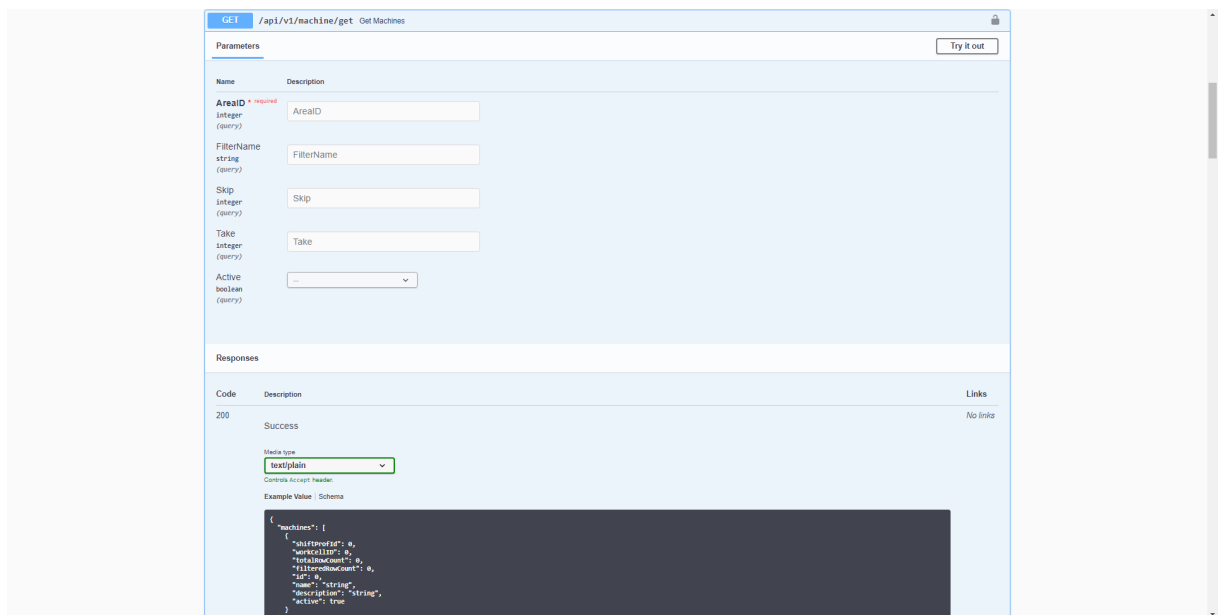 GET /api/v1/machine/get Get Machines
Parameters
Try it out
Name Description
AreaID * required
integer
(query)
AreaID
FilterName
string
(query)
FilterName
Skip
integer
(query)
Skip
Take
integer
(query)
Take
Active
boolean
(query)
--
Responses
Code Description Links
200 Success No links
Media type
text/plain
Controls Accept header.
Example Value | Schema
{
"machines": [
{
"shiftProfId": 0,
"workCellID": 0,
"totalRowCount": 0,
"filteredRowCount": 0,
"id": 0,
"name": "string",
"description": "string",
"active": true
}